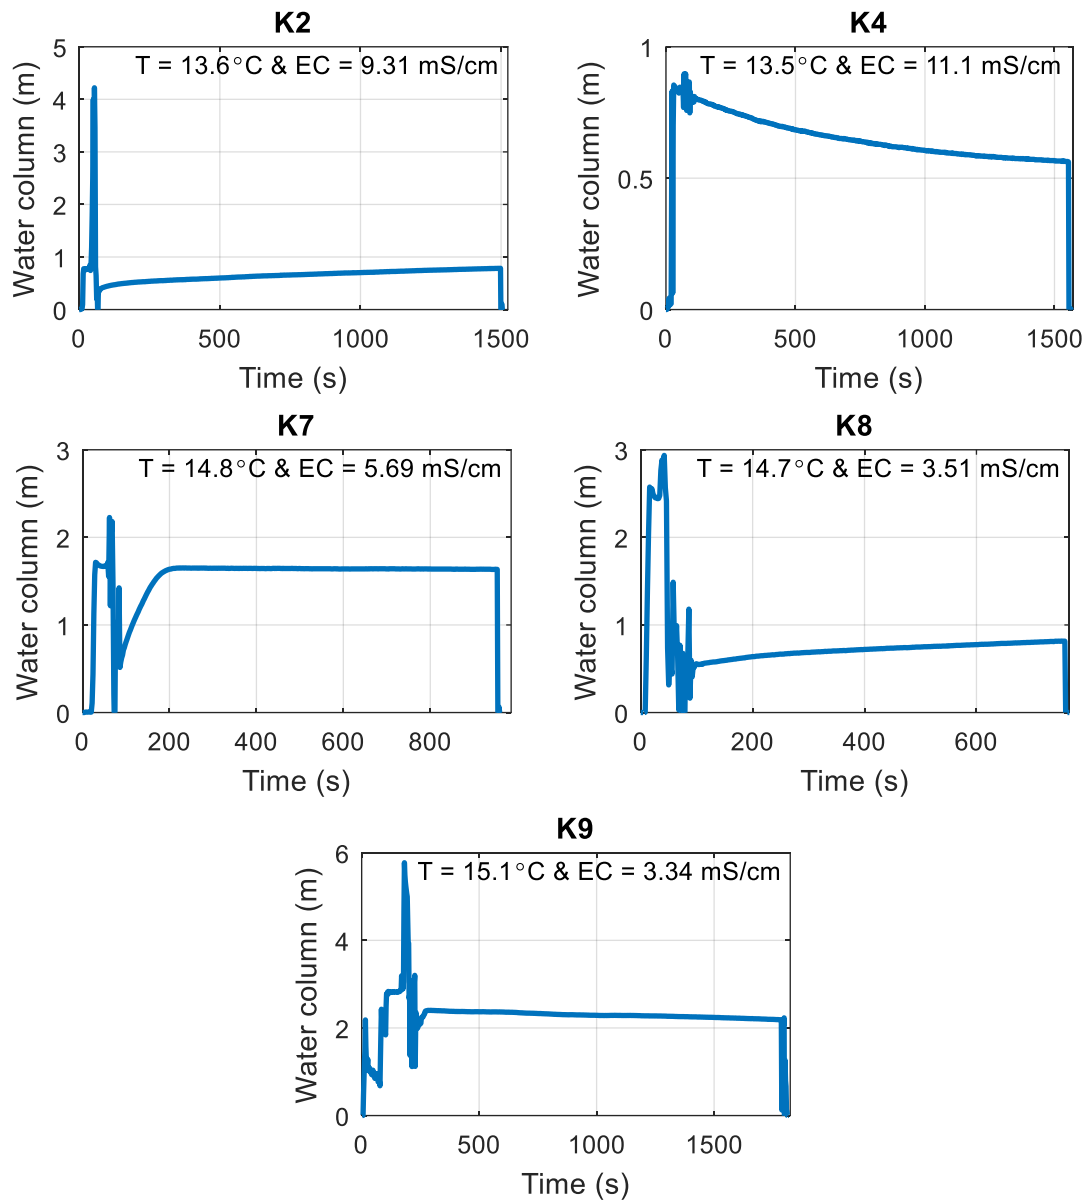 K2
T = 13.6°C & EC = 9.31 mS/cm
Water column (m)
5
4
3
2
1
0
0 500 1000 1500
Time (s)
K4
T = 13.5°C & EC = 11.1 mS/cm
Water column (m)
1
0.5
0
0 500 1000 1500
Time (s)
K7
T = 14.8°C & EC = 5.69 mS/cm
Water column (m)
3
2
1
0
0 200 400 600 800
Time (s)
K8
T = 14.7°C & EC = 3.51 mS/cm
Water column (m)
3
2
1
0
0 200 400 600
Time (s)
K9
T = 15.1°C & EC = 3.34 mS/cm
Water column (m)
6
4
2
0
0 500 1000 1500
Time (s)